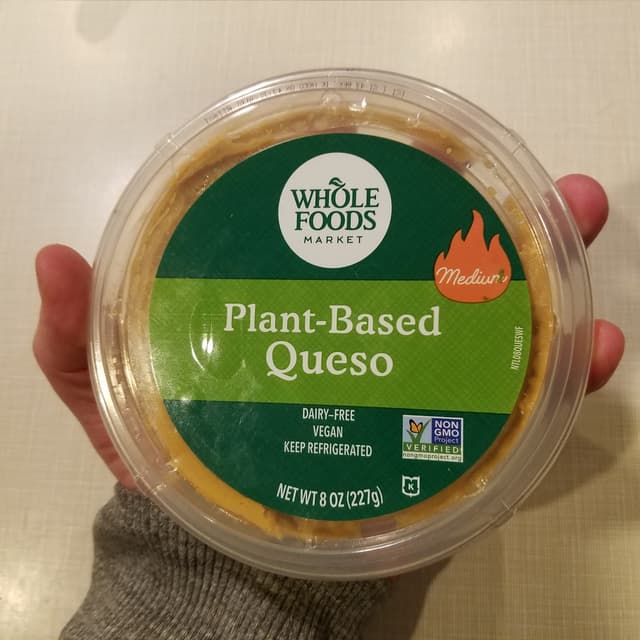 WHOLE
FOODS
MARKET
Medium
Plant-Based
Queso
DAIRY-FREE
VEGAN
KEEP REFRIGERATED
NON
GMO
Project
VERIFIED
nongmoproject.org
K
NET WT 8 OZ (227g)